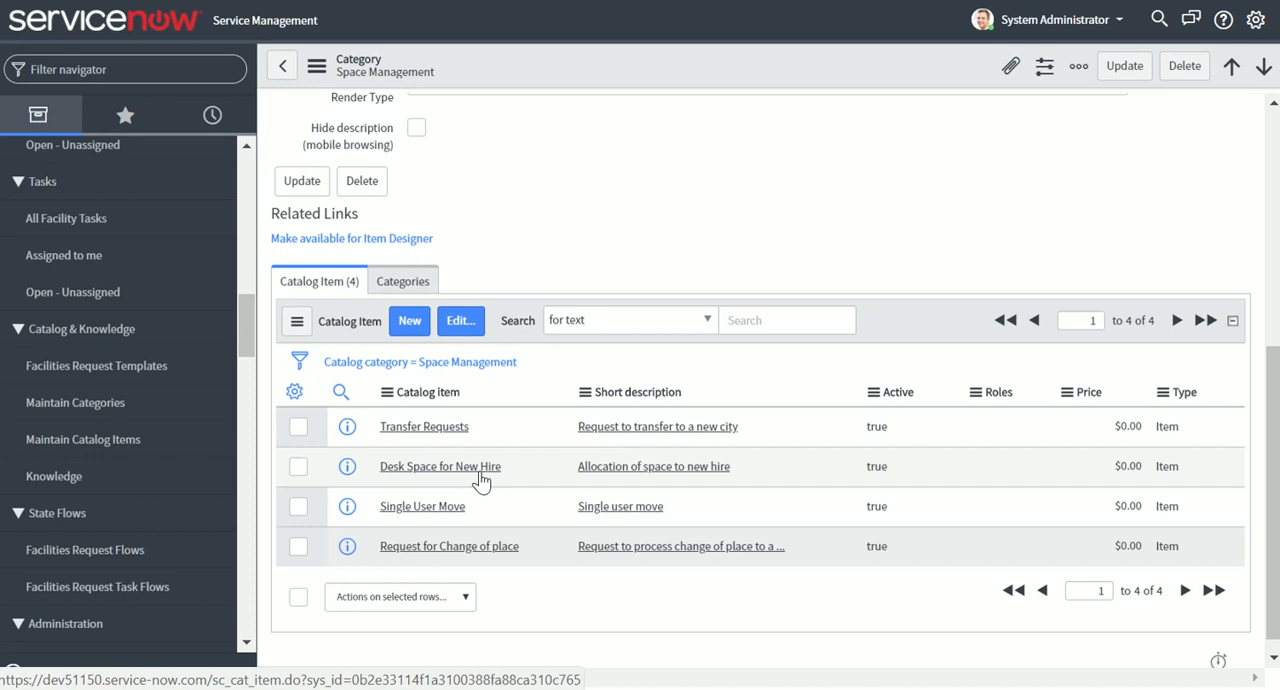 servicenow Service Management
System Administrator
Filter navigator
Category
Space Management
Update
Delete
Render Type
Hide description
(mobile browsing)
Update
Delete
Related Links
Make available for Item Designer
Catalog Item (4)
Categories
Catalog Item
New
Edit...
Search
for text
Search
1 to 4 of 4
Catalog category = Space Management
Catalog item Short description Active Roles Price Type
Transfer Requests Request to transfer to a new city true $0.00 Item
Desk Space for New Hire Allocation of space to new hire true $0.00 Item
Single User Move Single user move true $0.00 Item
Request for Change of place Request to process change of place to a ... true $0.00 Item
Actions on selected rows...
1 to 4 of 4
Open - Unassigned
Tasks
All Facility Tasks
Assigned to me
Open - Unassigned
Catalog & Knowledge
Facilities Request Templates
Maintain Categories
Maintain Catalog Items
Knowledge
State Flows
Facilities Request Flows
Facilities Request Task Flows
Administration
https://dev51150.service-now.com/sc_cat_item.do?sys_id=0b2e33114f1a3100388fa88ca310c765